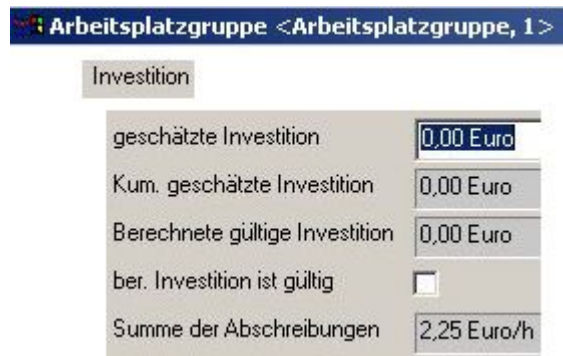 Arbeitsplatzgruppe <Arbeitsplatzgruppe, 1>
Investition
geschätzte Investition 0,00 Euro
Kum. geschätzte Investition 0,00 Euro
Berechnete gültige Investition 0,00 Euro
ber. Investition ist gültig
Summe der Abschreibungen 2,25 Euro/h